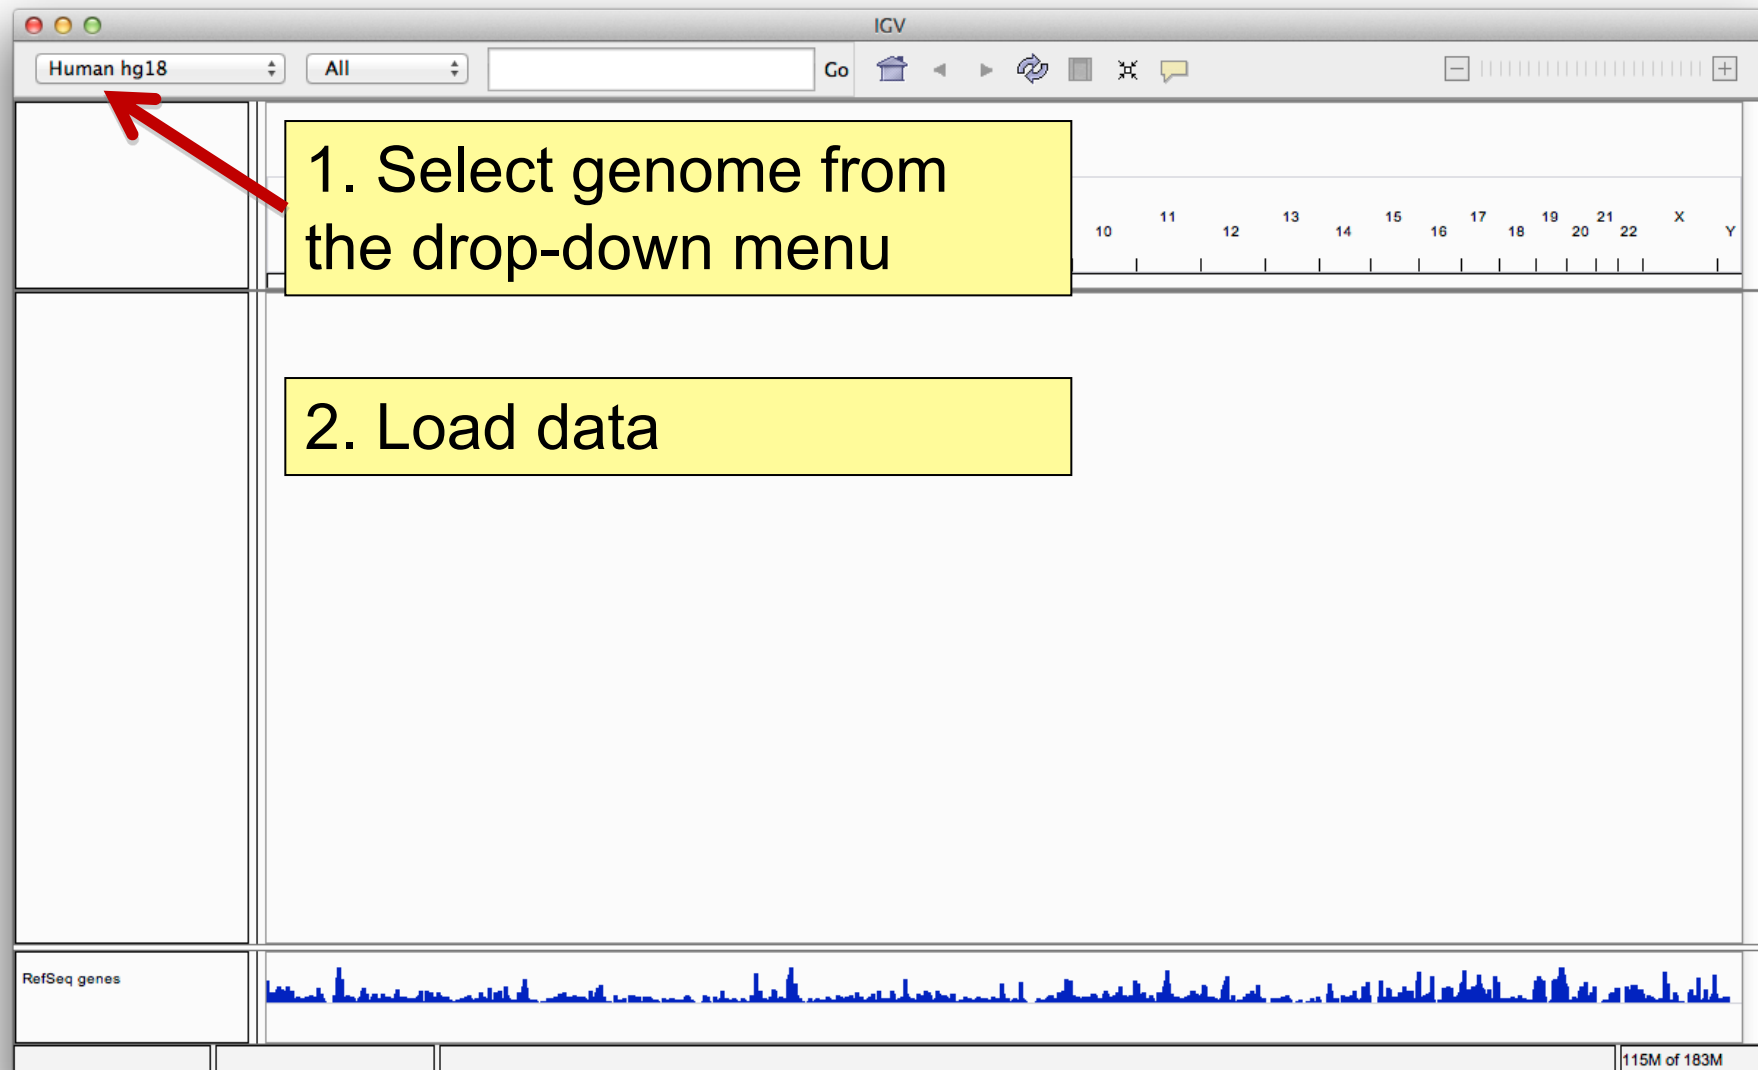 IGV
Human hg18
All
Go
1. Select genome from
the drop-down menu
10 11 12 13 14 15 16 17 18 19 20 21 22 X Y
2. Load data
RefSeq genes
115M of 183M